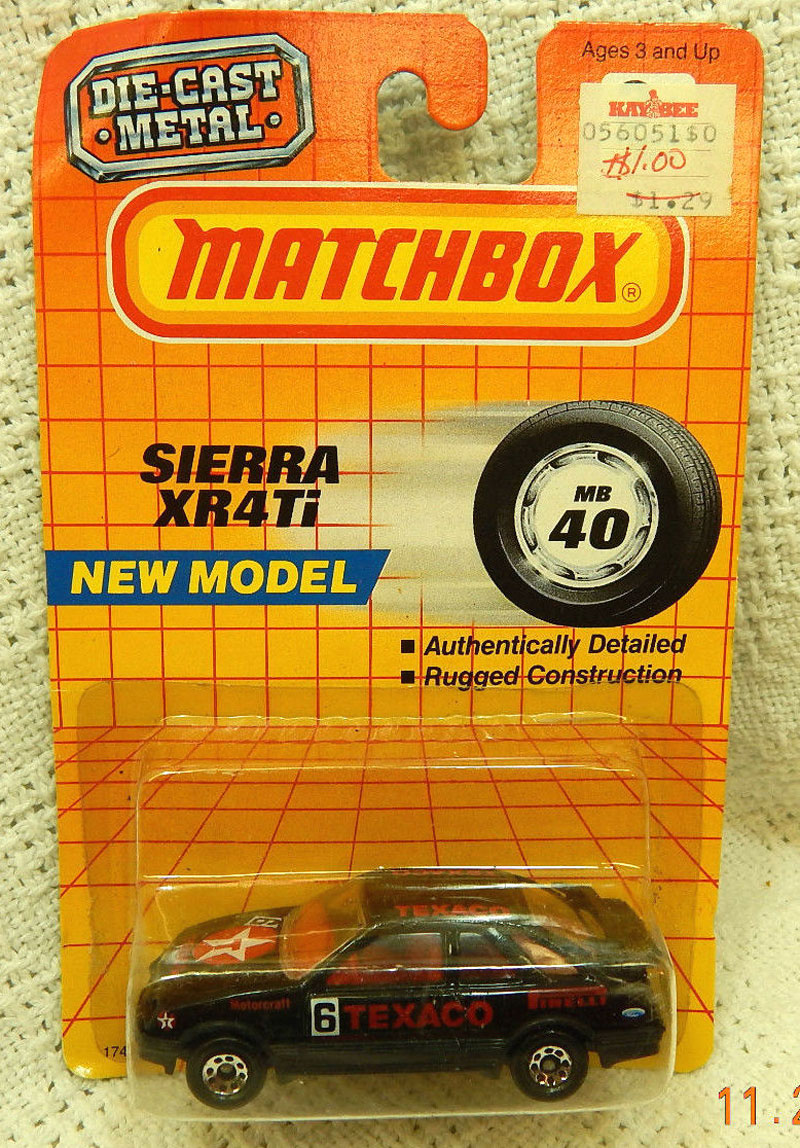 Ages 3 and Up
DIE-CAST
METAL
KAY BEE
056051$0
$1.00
$1.29
MATCHBOX®
SIERRA
XR4Ti
MB
40
NEW MODEL
■ Authentically Detailed
■ Rugged Construction
TEXACO
Motorcraft
6 TEXACO
PIRELLI
174
11.2